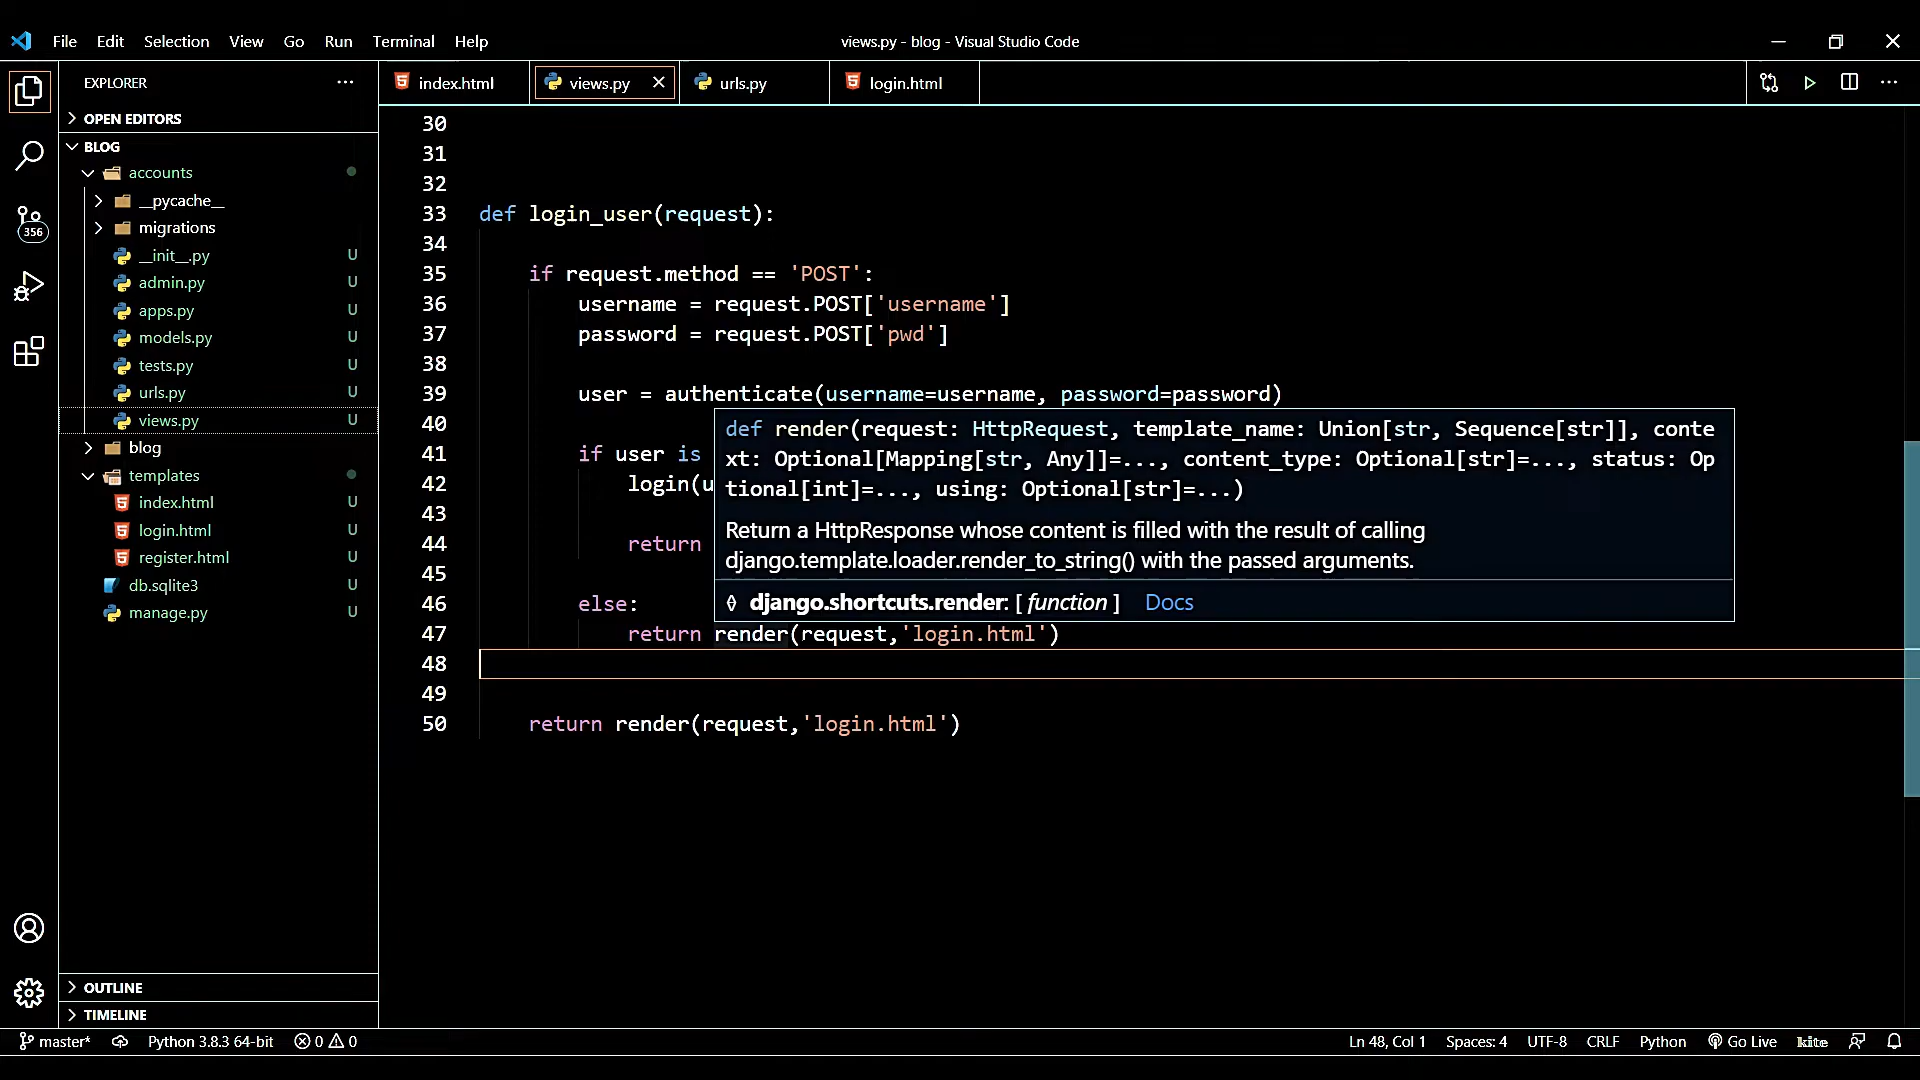 File Edit Selection View Go Run Terminal Help
views.py - blog - Visual Studio Code
EXPLORER
index.html
views.py
urls.py
login.html
OPEN EDITORS
BLOG
accounts
__pycache__
migrations
__init__.py U
admin.py U
apps.py U
models.py U
tests.py U
urls.py U
views.py U
blog
templates
index.html U
login.html U
register.html U
db.sqlite3 U
manage.py U
356
OUTLINE
TIMELINE
30
31
32
33 def login_user(request):
34
35 if request.method == 'POST':
36 username = request.POST['username']
37 password = request.POST['pwd']
38
39 user = authenticate(username=username, password=password)
40
41 if user is
42 login(u
43
44 return
45
46 else:
47 return render(request,'login.html')
48
49
50 return render(request,'login.html')
def render(request: HttpRequest, template_name: Union[str, Sequence[str]], conte
xt: Optional[Mapping[str, Any]]=..., content_type: Optional[str]=..., status: Op
tional[int]=..., using: Optional[str]=...)
Return a HttpResponse whose content is filled with the result of calling
django.template.loader.render_to_string() with the passed arguments.
django.shortcuts.render: [ function ] Docs
master* Python 3.8.3 64-bit 0 0 Ln 48, Col 1 Spaces: 4 UTF-8 CRLF Python Go Live kite